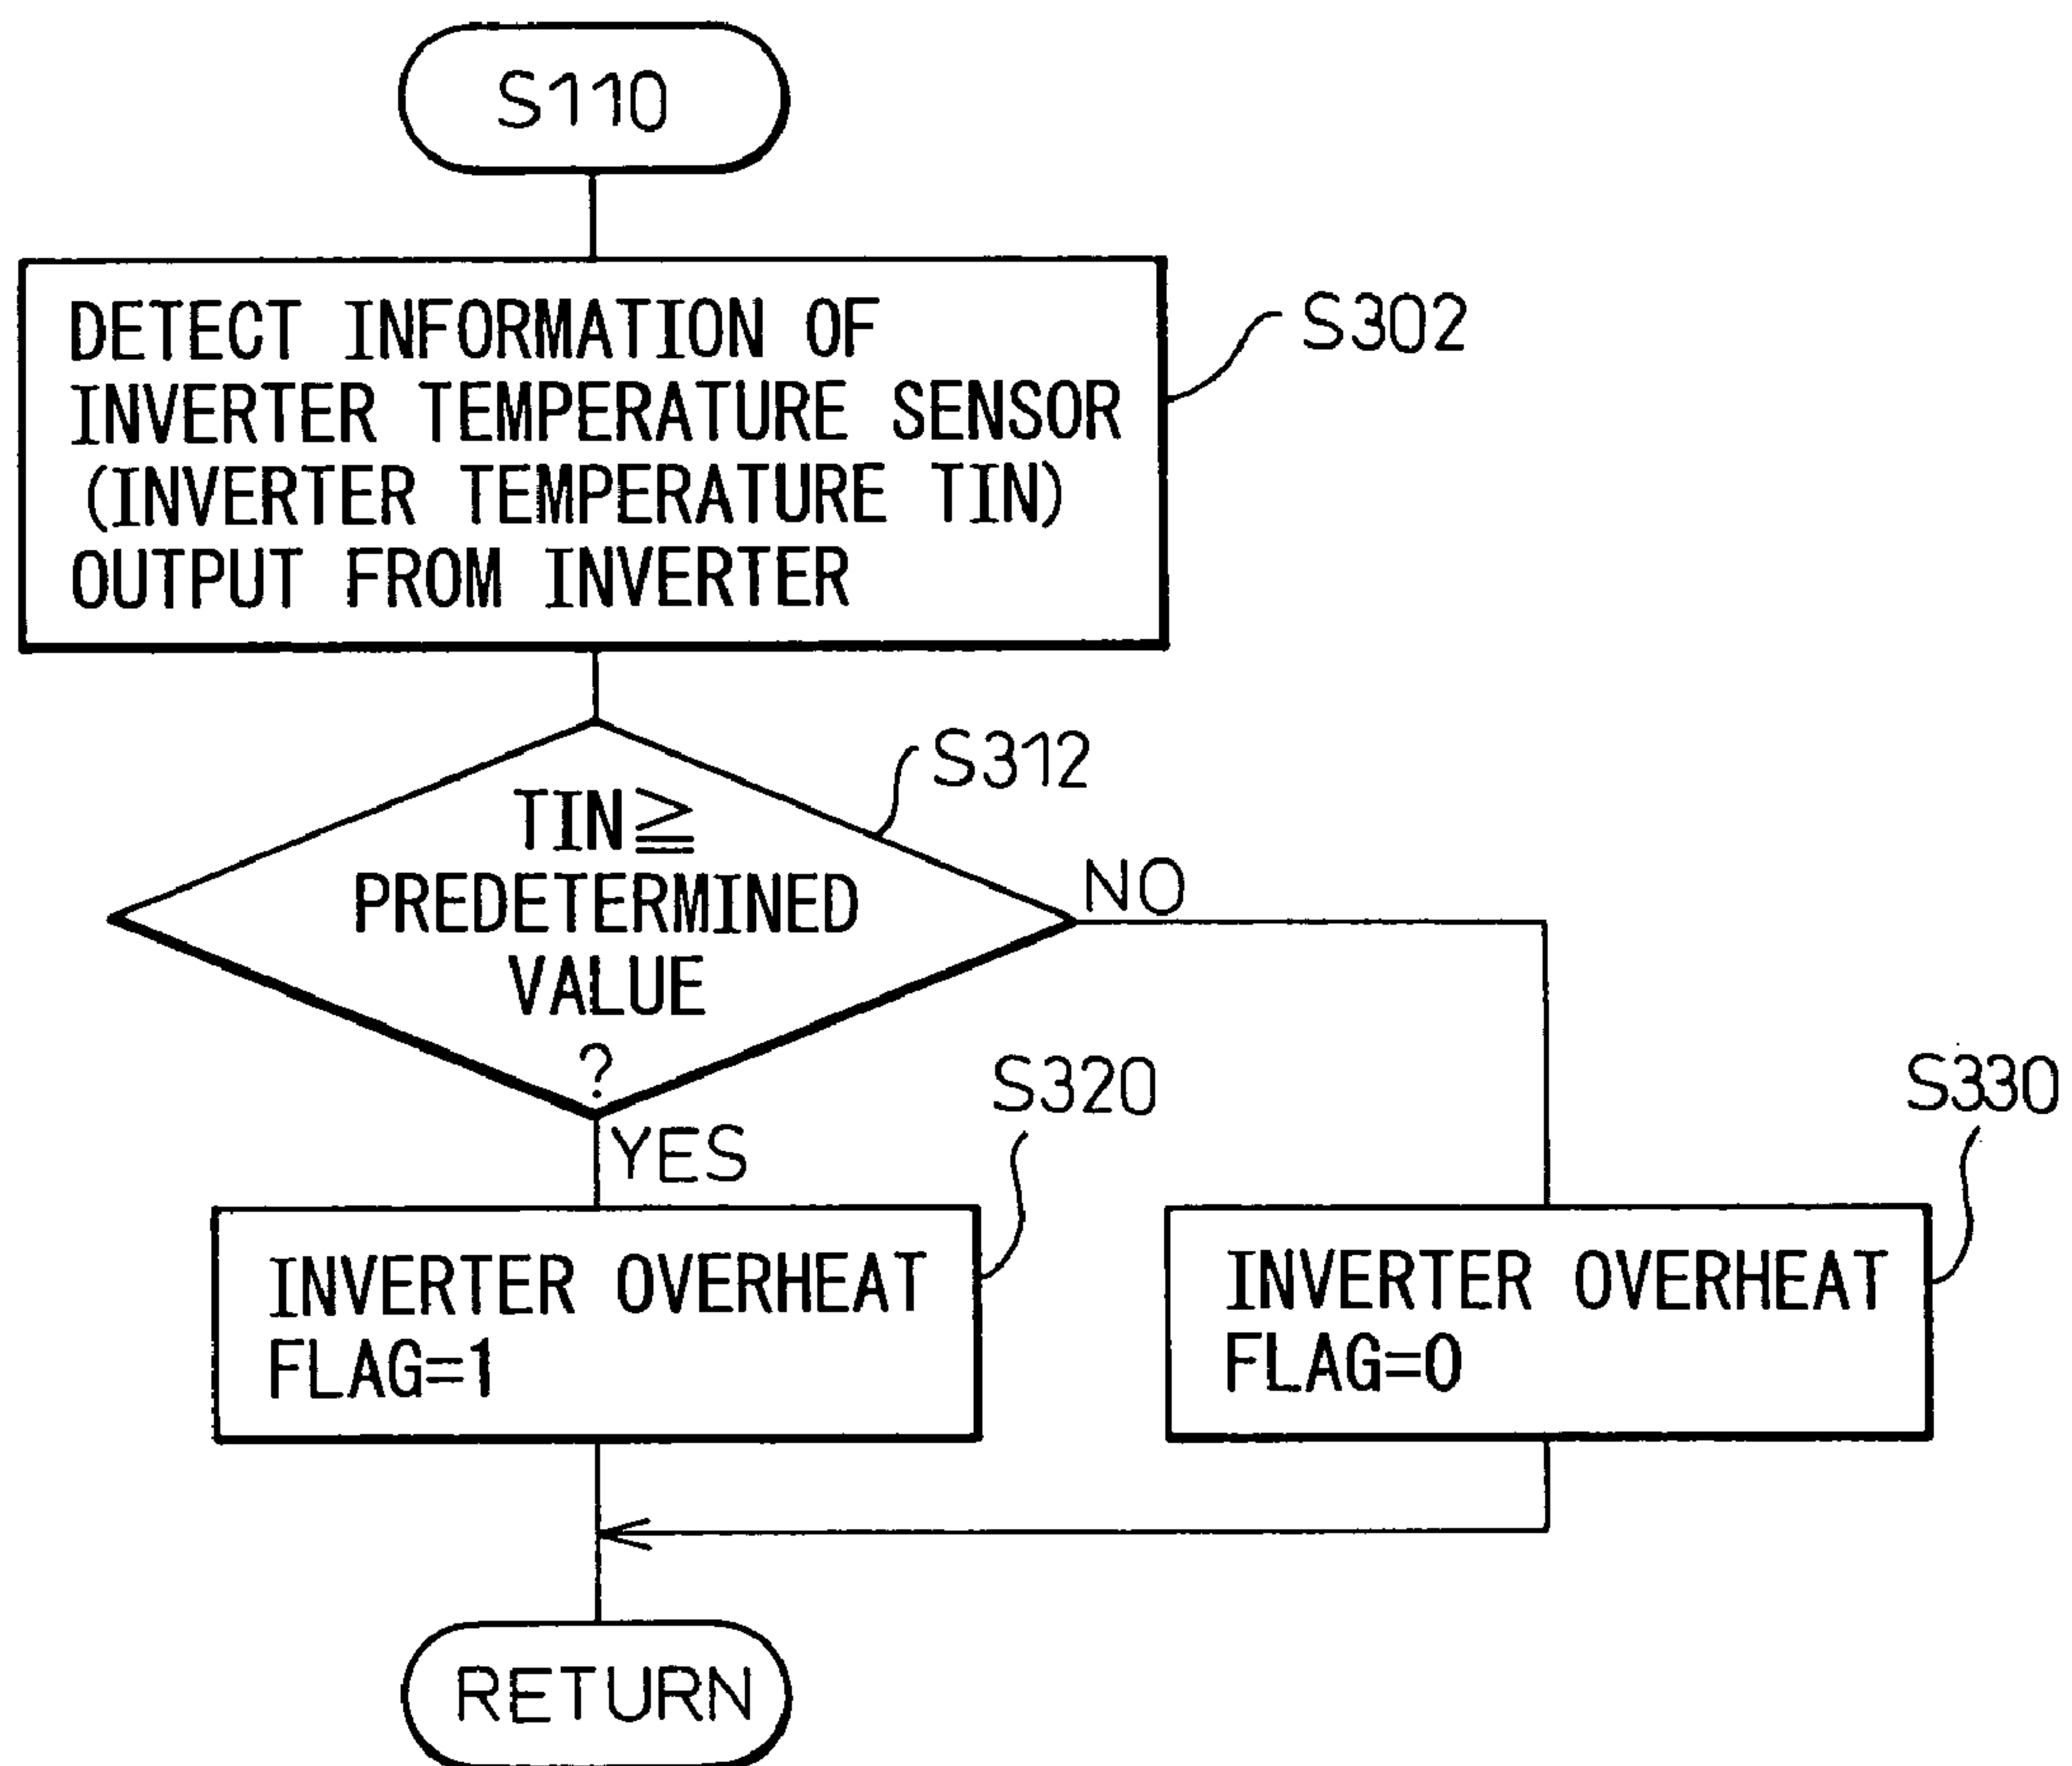 S110
DETECT INFORMATION OF
INVERTER TEMPERATURE SENSOR
(INVERTER TEMPERATURE TIN)
OUTPUT FROM INVERTER
S302
S312
TIN≧
PREDETERMINED
VALUE
?
NO
YES
S320
S330
INVERTER OVERHEAT
FLAG=1
INVERTER OVERHEAT
FLAG=0
RETURN